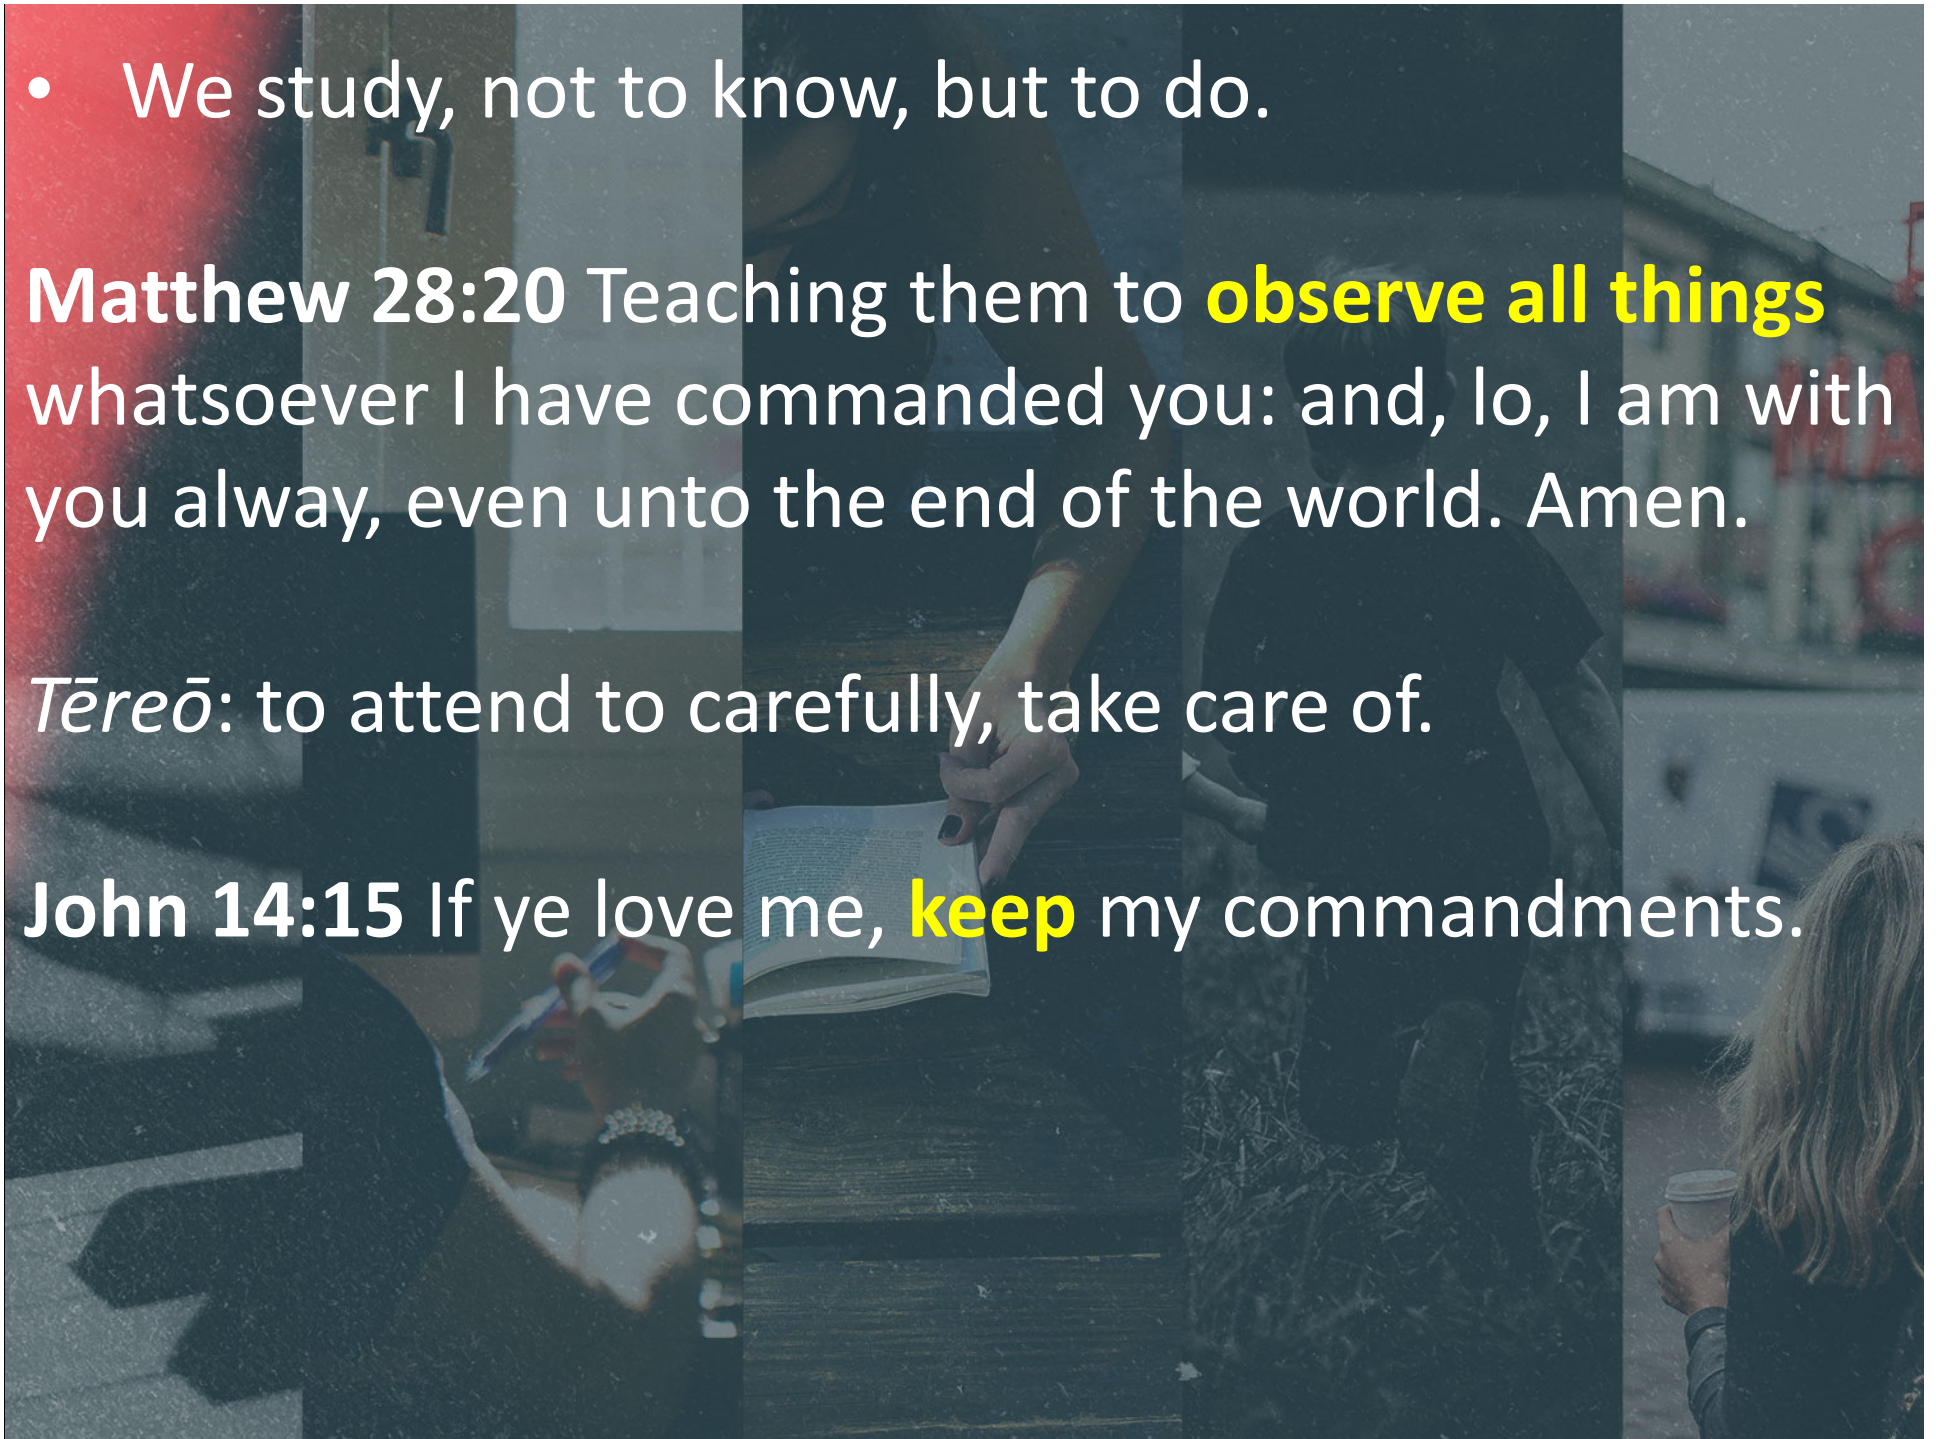 • We study, not to know, but to do.
Matthew 28:20 Teaching them to observe all things
whatsoever I have commanded you: and, lo, I am with
you alway, even unto the end of the world. Amen.
Tēreō: to attend to carefully, take care of.
John 14:15 If ye love me, keep my commandments.